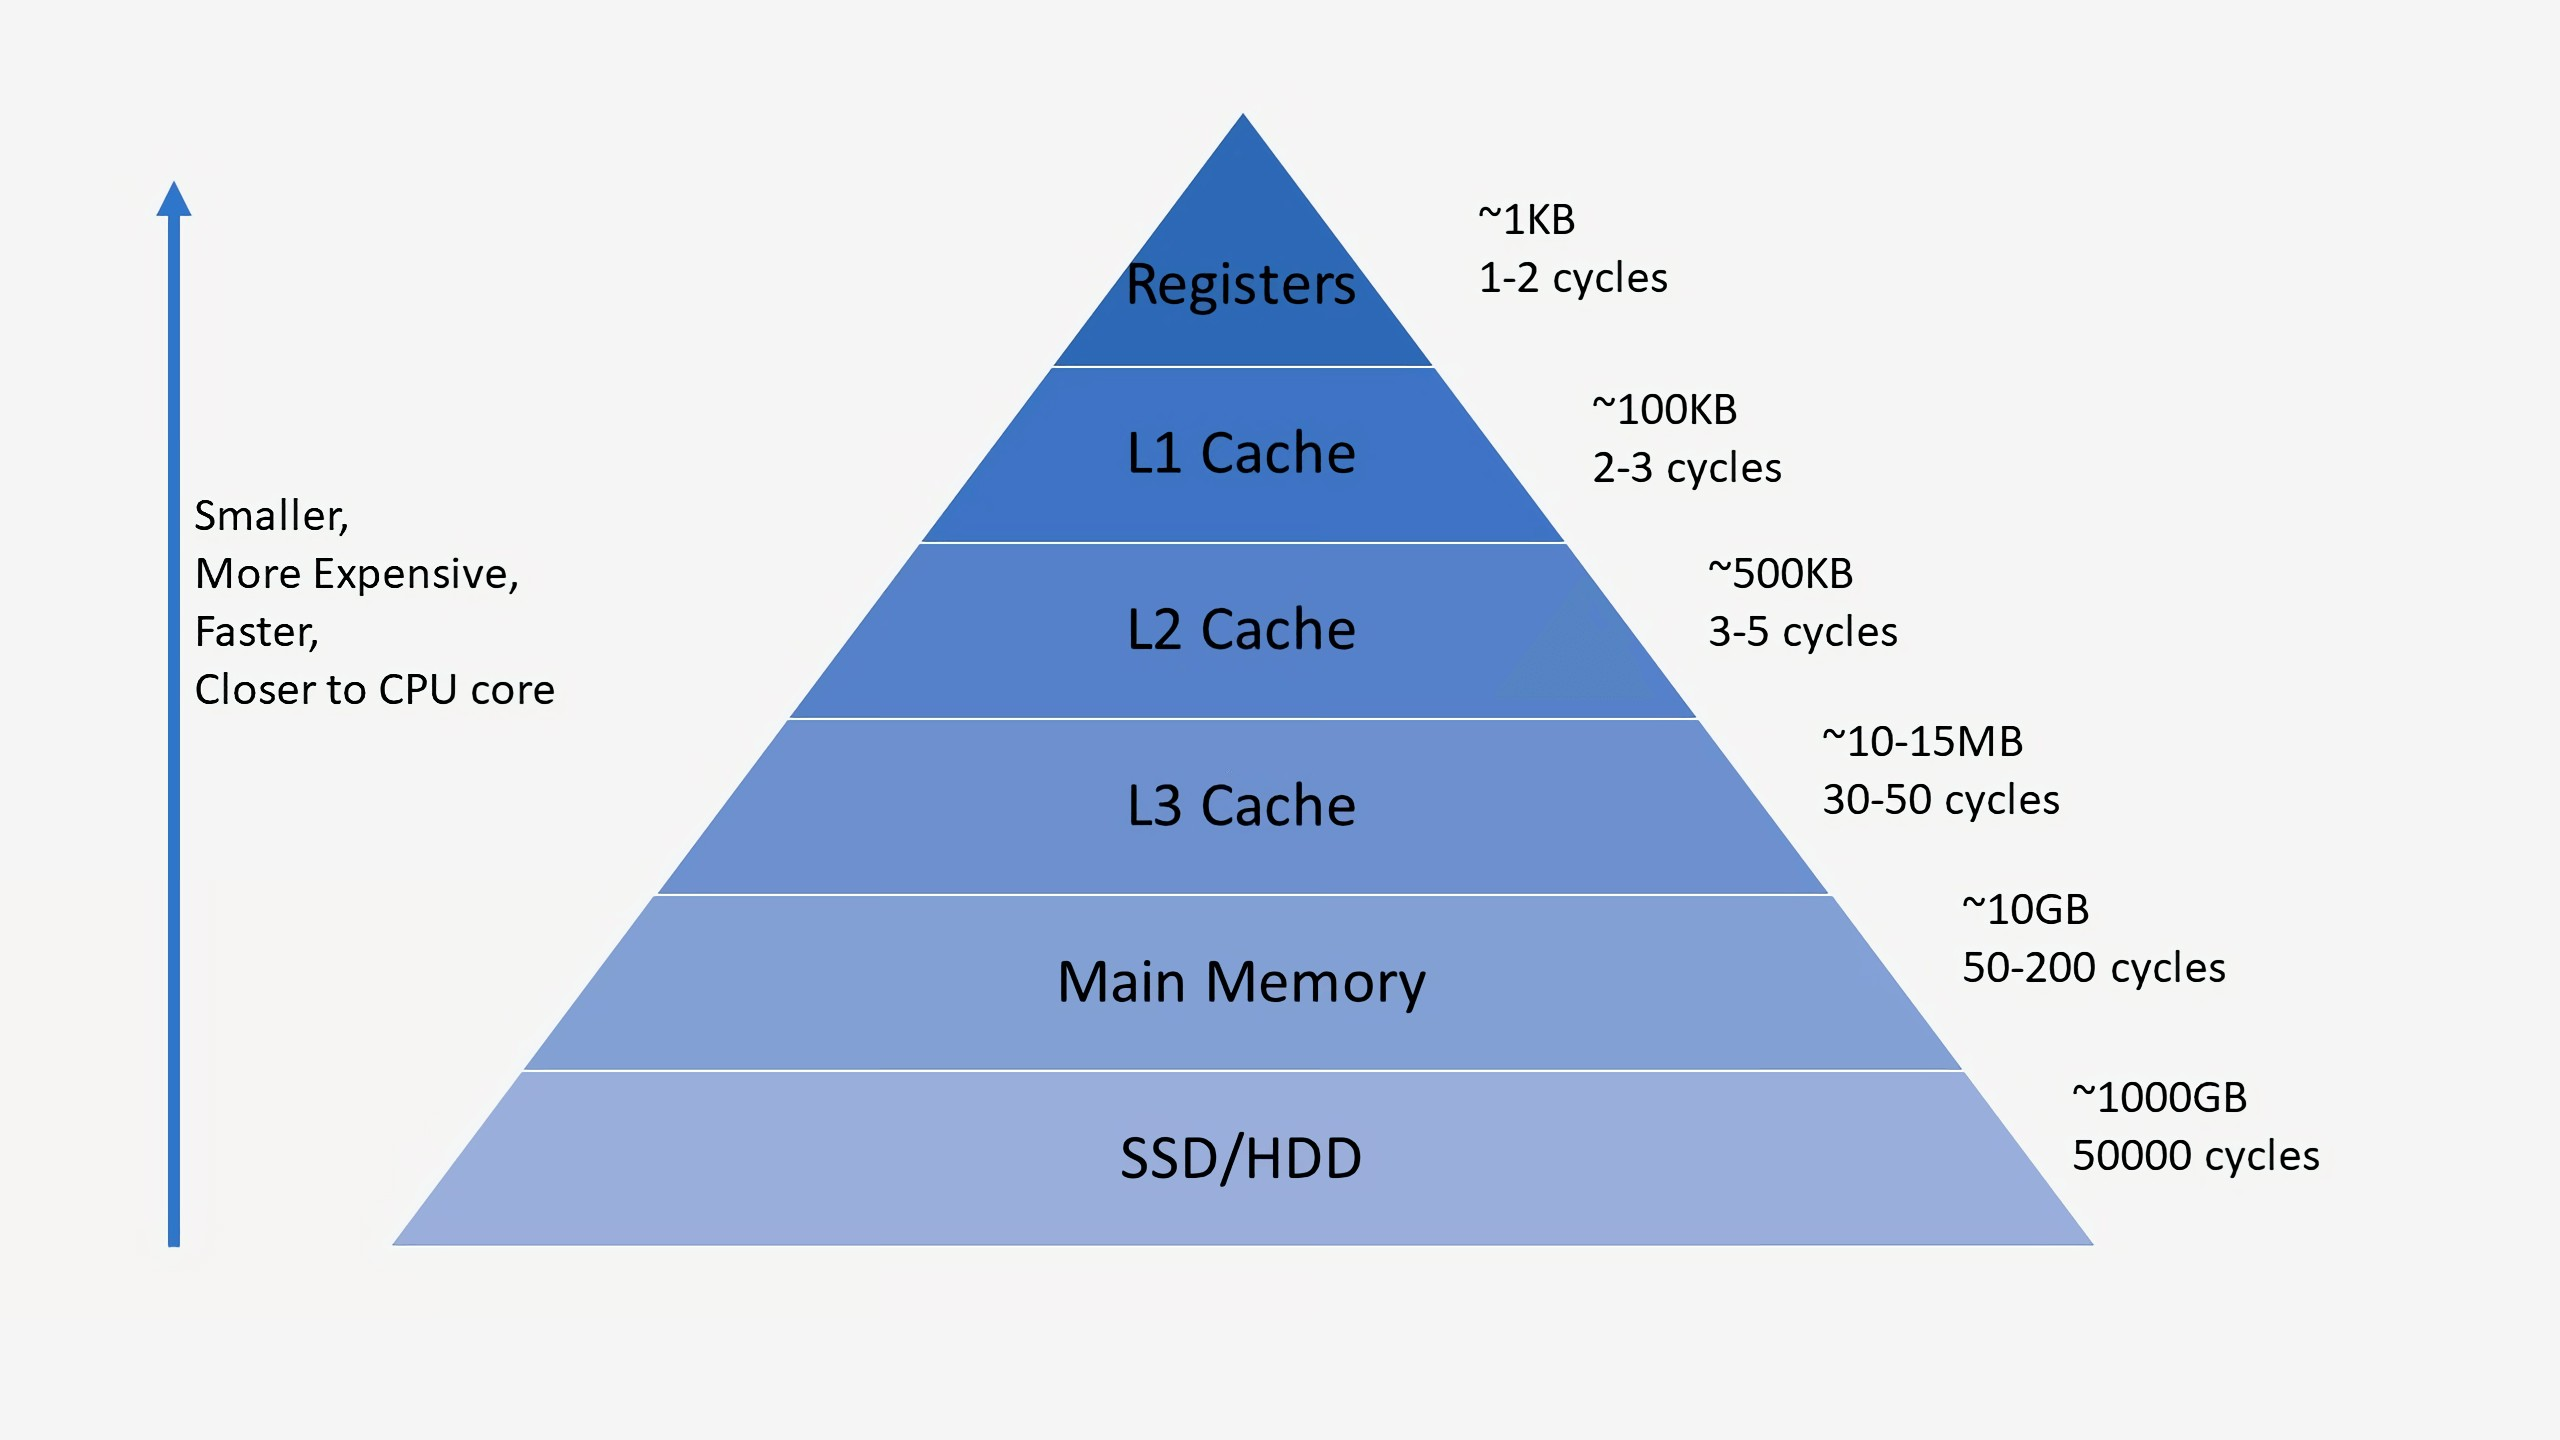 Smaller,
More Expensive,
Faster,
Closer to CPU core
Registers
~1KB
1-2 cycles
L1 Cache
~100KB
2-3 cycles
L2 Cache
~500KB
3-5 cycles
L3 Cache
~10-15MB
30-50 cycles
Main Memory
~10GB
50-200 cycles
SSD/HDD
~1000GB
50000 cycles